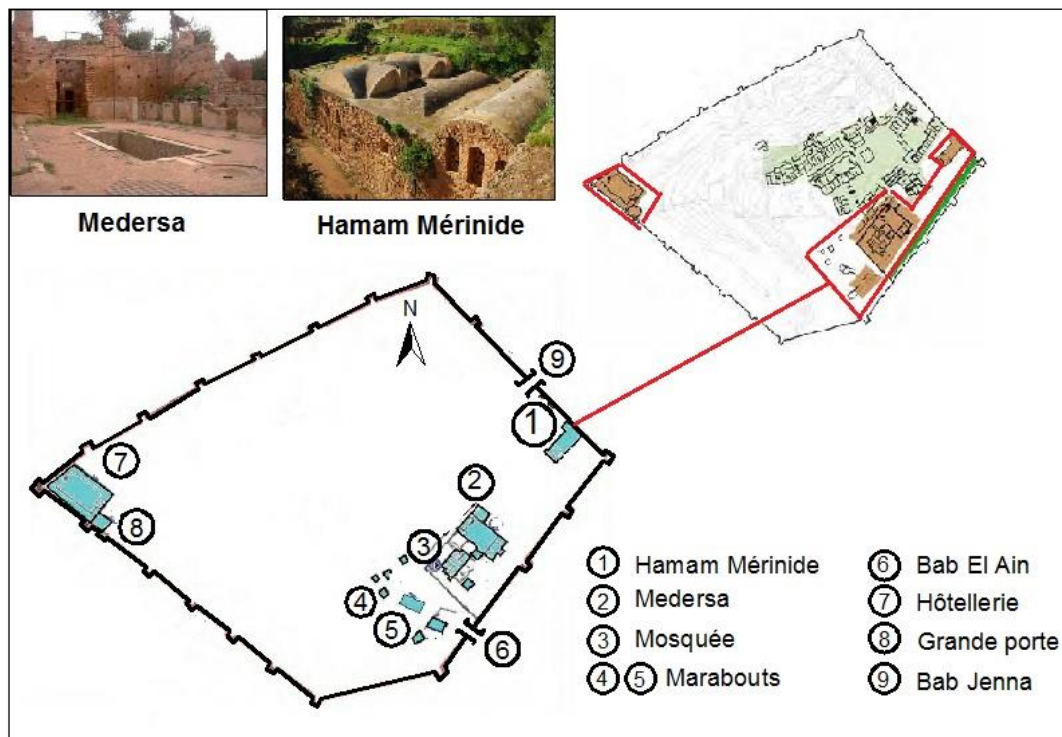 Medersa
Hamam Mérinide
N
9
1
7
2
8
3
4
5
6
1 Hamam Mérinide
2 Medersa
3 Mosquée
4 5 Marabouts
6 Bab El Ain
7 Hôtellerie
8 Grande porte
9 Bab Jenna